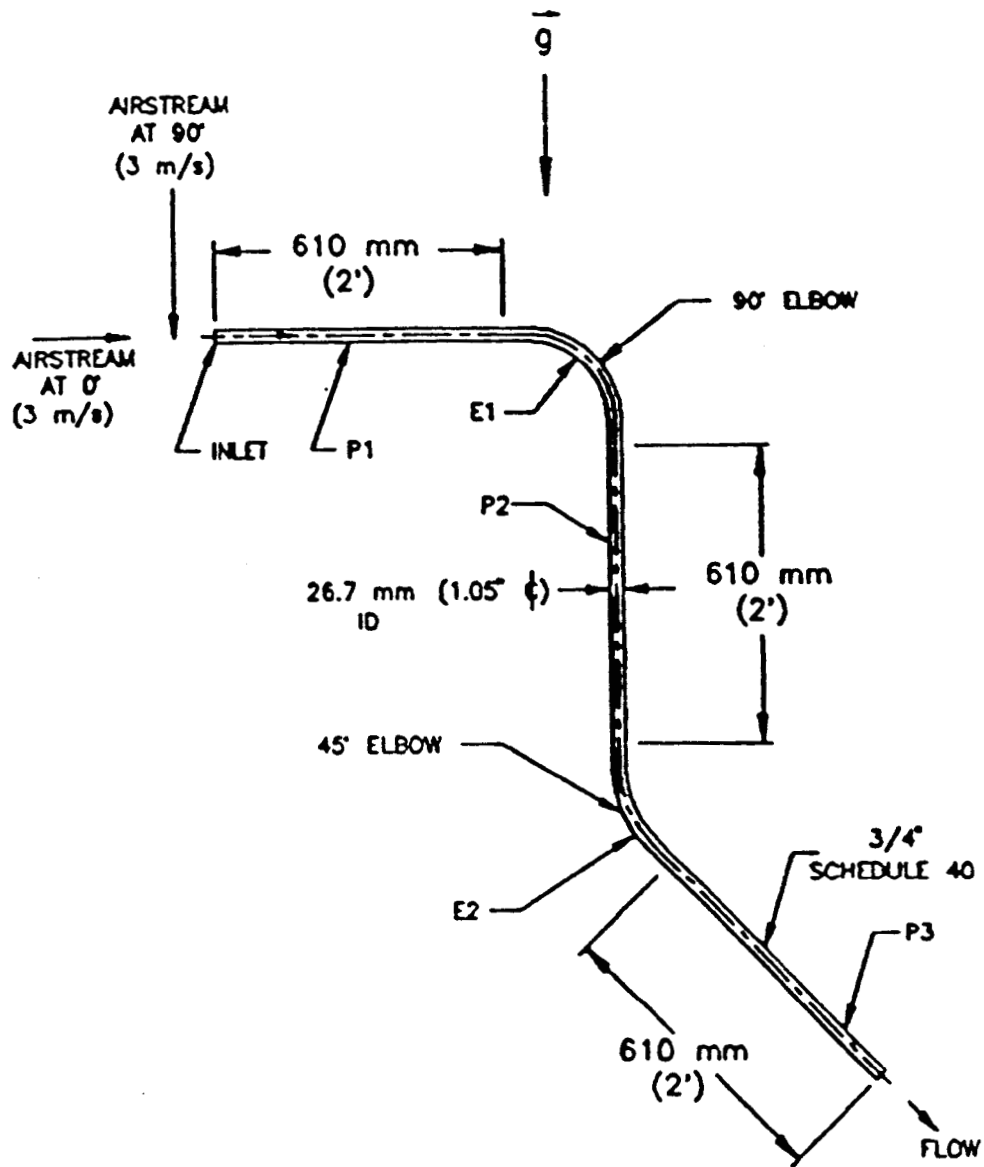 g
AIRSTREAM
AT 90°
(3 m/s)
610 mm
(2')
90° ELBOW
AIRSTREAM
AT 0°
(3 m/s)
E1
INLET
P1
P2
26.7 mm (1.05" ¢)
ID
610 mm
(2')
45° ELBOW
3/4"
SCHEDULE 40
E2
P3
610 mm
(2')
FLOW